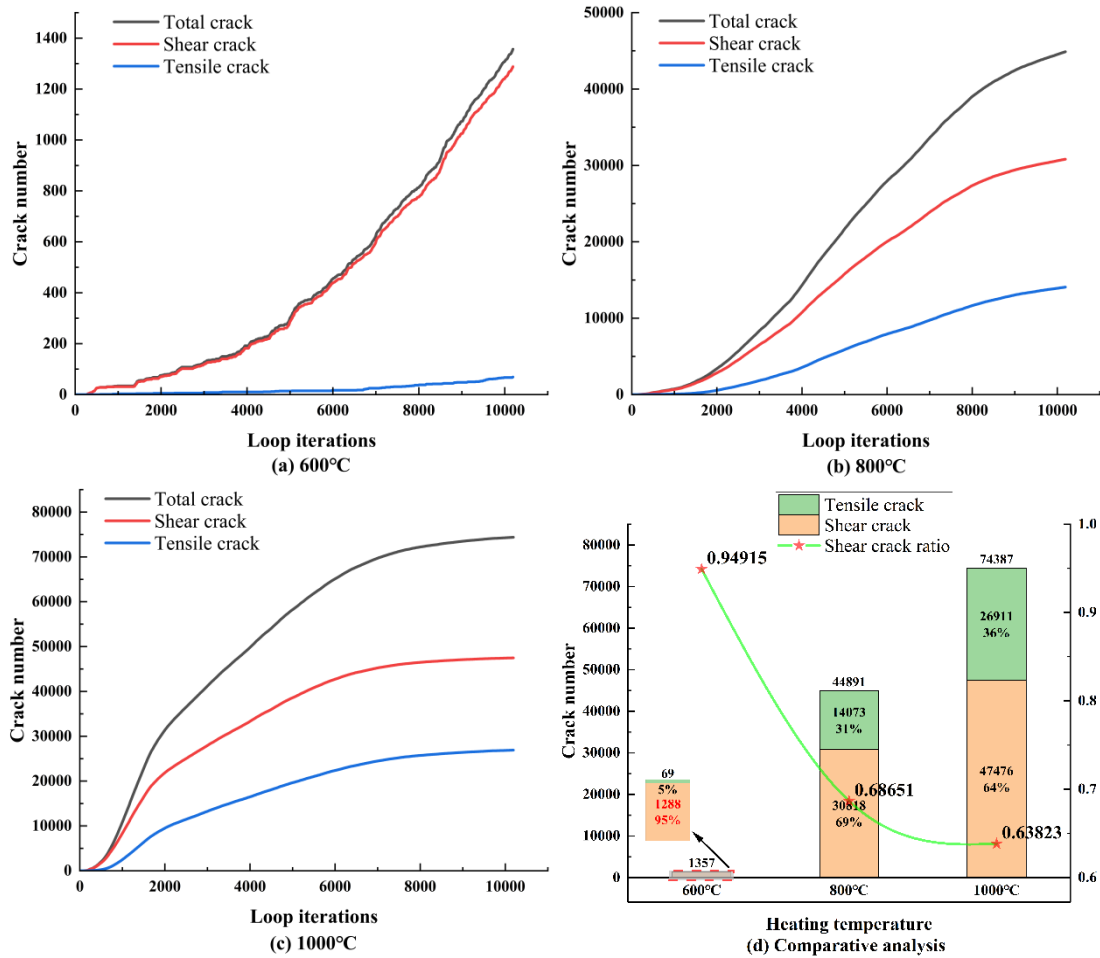 Total crack
Shear crack
Tensile crack
1400
1200
1000
800
600
400
200
0
Crack number
0 2000 4000 6000 8000 10000
Loop iterations
(a) 600℃
Total crack
Shear crack
Tensile crack
50000
40000
30000
20000
10000
0
Crack number
0 2000 4000 6000 8000 10000
Loop iterations
(b) 800℃
Total crack
Shear crack
Tensile crack
80000
70000
60000
50000
40000
30000
20000
10000
0
Crack number
0 2000 4000 6000 8000 10000
Loop iterations
(c) 1000℃
Tensile crack
Shear crack
Shear crack ratio
80000
70000
60000
50000
40000
30000
20000
10000
0
Crack number
1.0
0.9
0.8
0.7
0.6
0.94915
0.68651
0.63823
69
5%
1288
95%
1357
44891
14073
31%
30818
69%
74387
26911
36%
47476
64%
600℃ 800℃ 1000℃
Heating temperature
(d) Comparative analysis